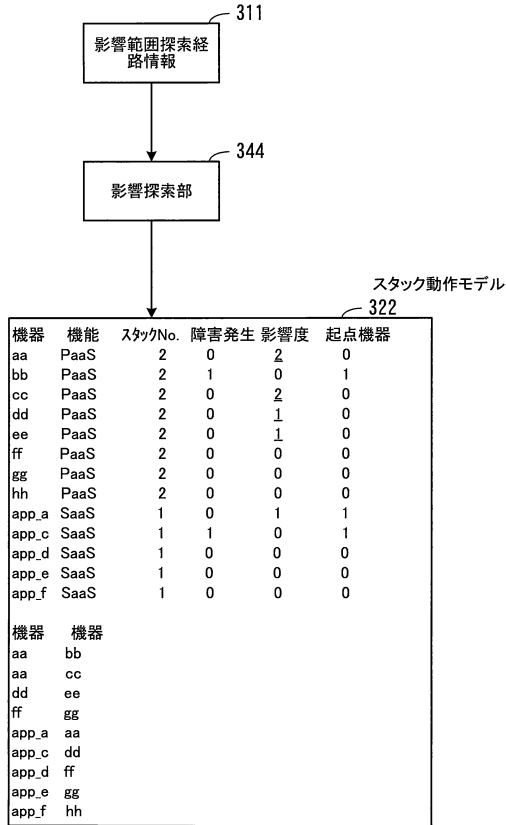 311
影響範囲探索経
路情報
344
影響探索部
スタック動作モデル
322
機器 機能 ｽﾀｯｸNo. 障害発生 影響度 起点機器
aa PaaS 2 0 2 0
bb PaaS 2 1 0 1
cc PaaS 2 0 2 0
dd PaaS 2 0 1 0
ee PaaS 2 0 1 0
ff PaaS 2 0 0 0
gg PaaS 2 0 0 0
hh PaaS 2 0 0 0
app_a SaaS 1 0 1 1
app_c SaaS 1 1 0 1
app_d SaaS 1 0 0 0
app_e SaaS 1 0 0 0
app_f SaaS 1 0 0 0
機器 機器
aa bb
aa cc
dd ee
ff gg
app_a aa
app_c dd
app_d ff
app_e gg
app_f hh